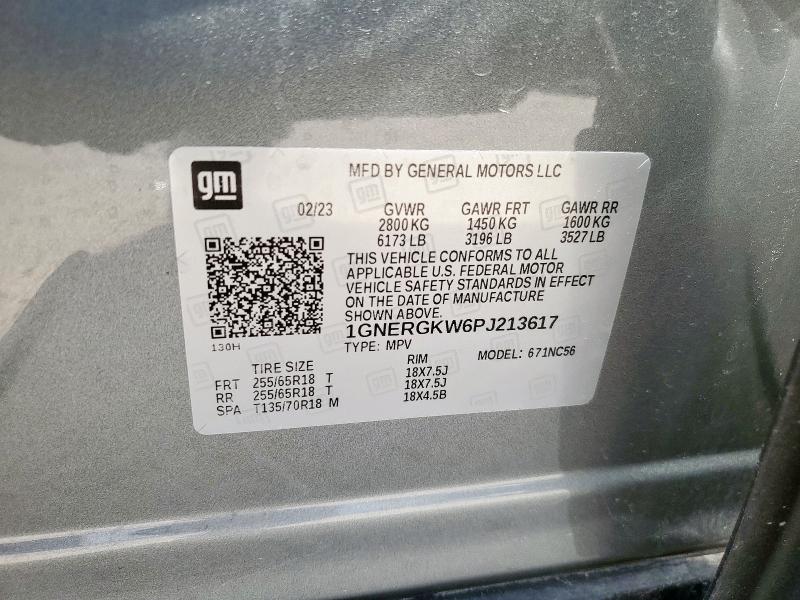 gm
MFD BY GENERAL MOTORS LLC
02/23 GVWR GAWR FRT GAWR RR
2800 KG 1450 KG 1600 KG
6173 LB 3196 LB 3527 LB
THIS VEHICLE CONFORMS TO ALL
APPLICABLE U.S. FEDERAL MOTOR
VEHICLE SAFETY STANDARDS IN EFFECT
ON THE DATE OF MANUFACTURE
SHOWN ABOVE.
1GNERGKW6PJ213617
130H
TYPE: MPV MODEL: 671NC56
TIRE SIZE RIM
FRT 255/65R18 T 18X7.5J
RR 255/65R18 T 18X7.5J
SPA T135/70R18 M 18X4.5B